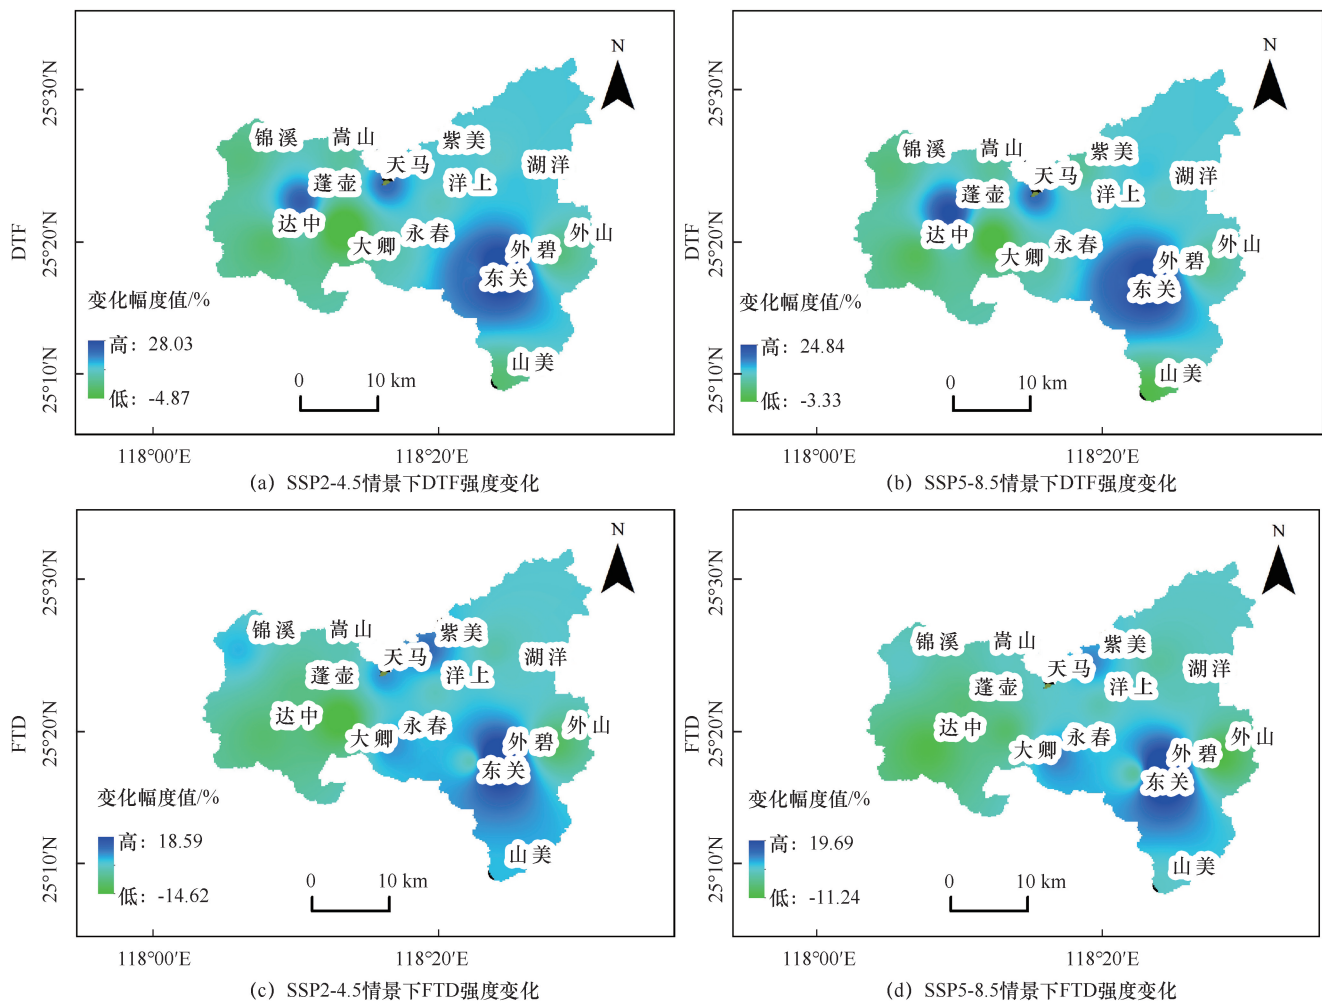 N
25°30′N
锦溪
嵩山
紫美
天马
湖洋
蓬壶
洋上
达中
25°20′N
DTF
大卿
永春
外碧
外山
东关
变化幅度值/%
高：28.03
低：-4.87
0
10 km
山美
25°10′N
118°00′E
118°20′E
(a) SSP2-4.5情景下DTF强度变化
N
25°30′N
锦溪
嵩山
紫美
天马
湖洋
蓬壶
洋上
达中
25°20′N
DTF
大卿
永春
外碧
外山
东关
变化幅度值/%
高：24.84
低：-3.33
0
10 km
山美
25°10′N
118°00′E
118°20′E
(b) SSP5-8.5情景下DTF强度变化
N
25°30′N
锦溪
嵩山
紫美
天马
湖洋
蓬壶
洋上
达中
25°20′N
FTD
大卿
永春
外碧
外山
东关
变化幅度值/%
高：18.59
低：-14.62
0
10 km
山美
25°10′N
118°00′E
118°20′E
(c) SSP2-4.5情景下FTD强度变化
N
25°30′N
锦溪
嵩山
紫美
天马
湖洋
蓬壶
洋上
达中
25°20′N
FTD
大卿
永春
外碧
外山
东关
变化幅度值/%
高：19.69
低：-11.24
0
10 km
山美
25°10′N
118°00′E
118°20′E
(d) SSP5-8.5情景下FTD强度变化